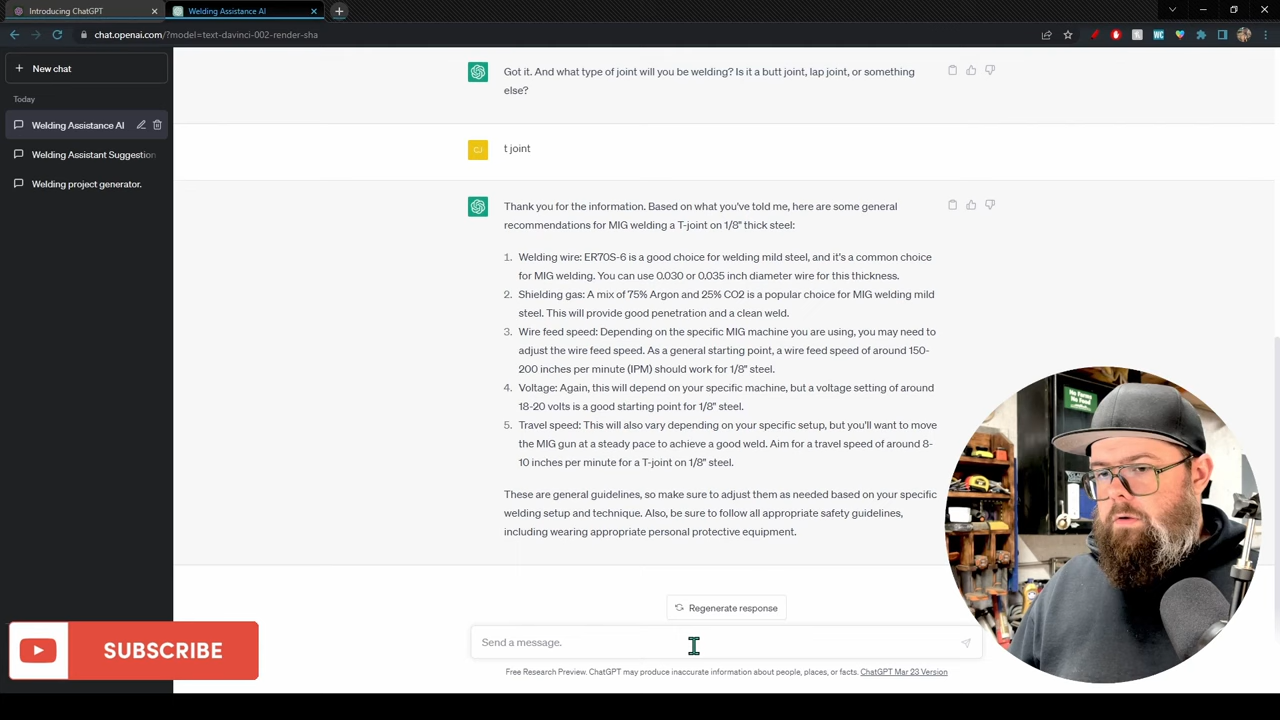 Introducing ChatGPT
Welding Assistance AI
chat.openai.com/?model=text-davinci-002-render-sha
New chat
Today
Welding Assistance AI
Welding Assistant Suggestion
Welding project generator.
Got it. And what type of joint will you be welding? Is it a butt joint, lap joint, or something
else?
CJ
t joint
Thank you for the information. Based on what you've told me, here are some general
recommendations for MIG welding a T-joint on 1/8" thick steel:
1. Welding wire: ER70S-6 is a good choice for welding mild steel, and it's a common choice
for MIG welding. You can use 0.030 or 0.035 inch diameter wire for this thickness.
2. Shielding gas: A mix of 75% Argon and 25% CO2 is a popular choice for MIG welding mild
steel. This will provide good penetration and a clean weld.
3. Wire feed speed: Depending on the specific MIG machine you are using, you may need to
adjust the wire feed speed. As a general starting point, a wire feed speed of around 150-
200 inches per minute (IPM) should work for 1/8" steel.
4. Voltage: Again, this will depend on your specific machine, but a voltage setting of around
18-20 volts is a good starting point for 1/8" steel.
5. Travel speed: This will also vary depending on your specific setup, but you'll want to move
the MIG gun at a steady pace to achieve a good weld. Aim for a travel speed of around 8-
10 inches per minute for a T-joint on 1/8" steel.
These are general guidelines, so make sure to adjust them as needed based on your specific
welding setup and technique. Also, be sure to follow all appropriate safety guidelines,
including wearing appropriate personal protective equipment.
No Farms
No Food
Regenerate response
Send a message.
Free Research Preview. ChatGPT may produce inaccurate information about people, places, or facts. ChatGPT Mar 23 Version
SUBSCRIBE